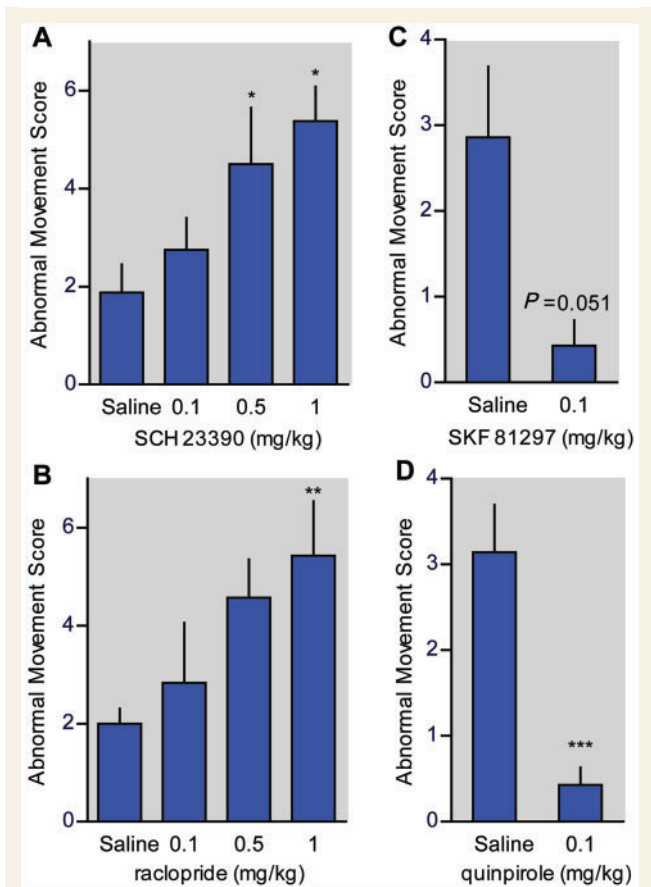 A
Abnormal Movement Score
6
4
2
0
*
*
Saline 0.1 0.5 1
SCH 23390 (mg/kg)
C
Abnormal Movement Score
4
3
2
1
0
P=0.051
Saline 0.1
SKF 81297 (mg/kg)
B
Abnormal Movement Score
6
4
2
0
**
Saline 0.1 0.5 1
raclopride (mg/kg)
D
Abnormal Movement Score
4
3
2
1
0
***
Saline 0.1
quinpirole (mg/kg)